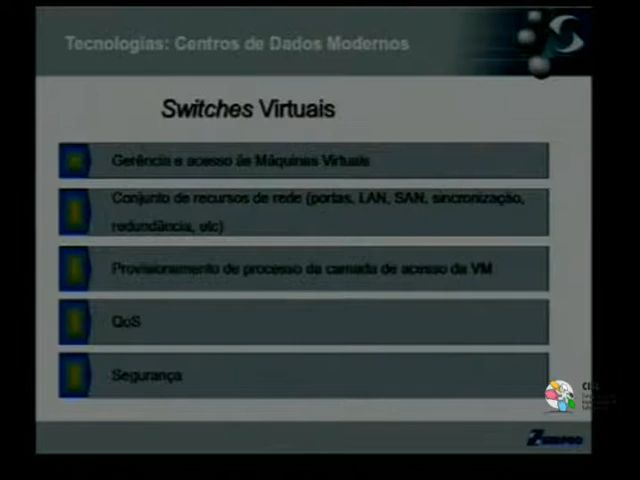 Tecnologias: Centros de Dados Modernos
Switches Virtuais
Gerência e acesso às Máquinas Virtuais
Conjunto de recursos de rede (portas, LAN, SAN, sincronização,
redundância, etc)
Provisionamento de processo da camada de acesso da VM
QoS
Segurança